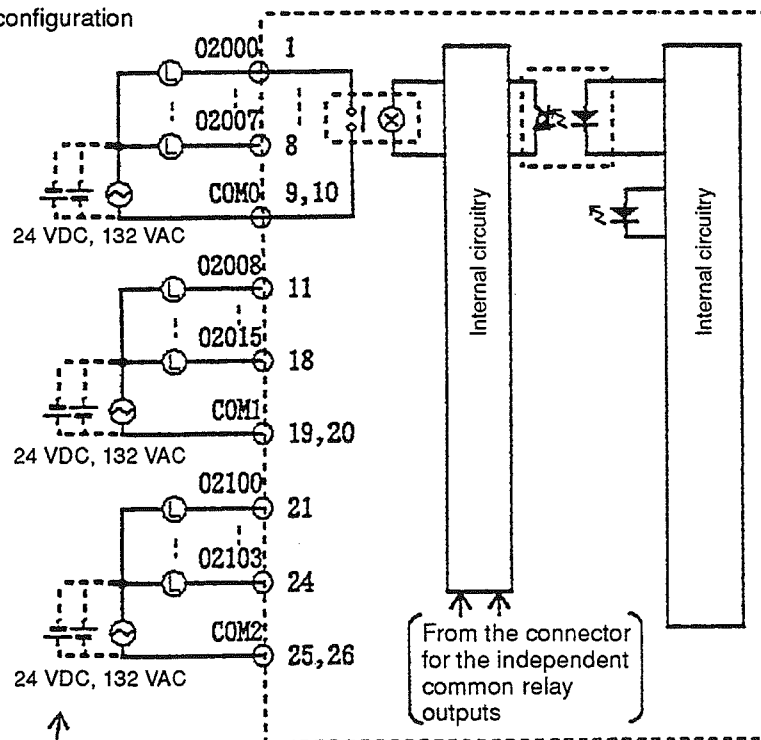 configuration
02000 1
02007 8
COM0 9,10
24 VDC, 132 VAC
02008 11
02015 18
COM1 19,20
24 VDC, 132 VAC
02100 21
02103 24
COM2 25,26
24 VDC, 132 VAC
L
L
L
L
L
L
Internal circuitry
Internal circuitry
From the connector
for the independent
common relay
outputs